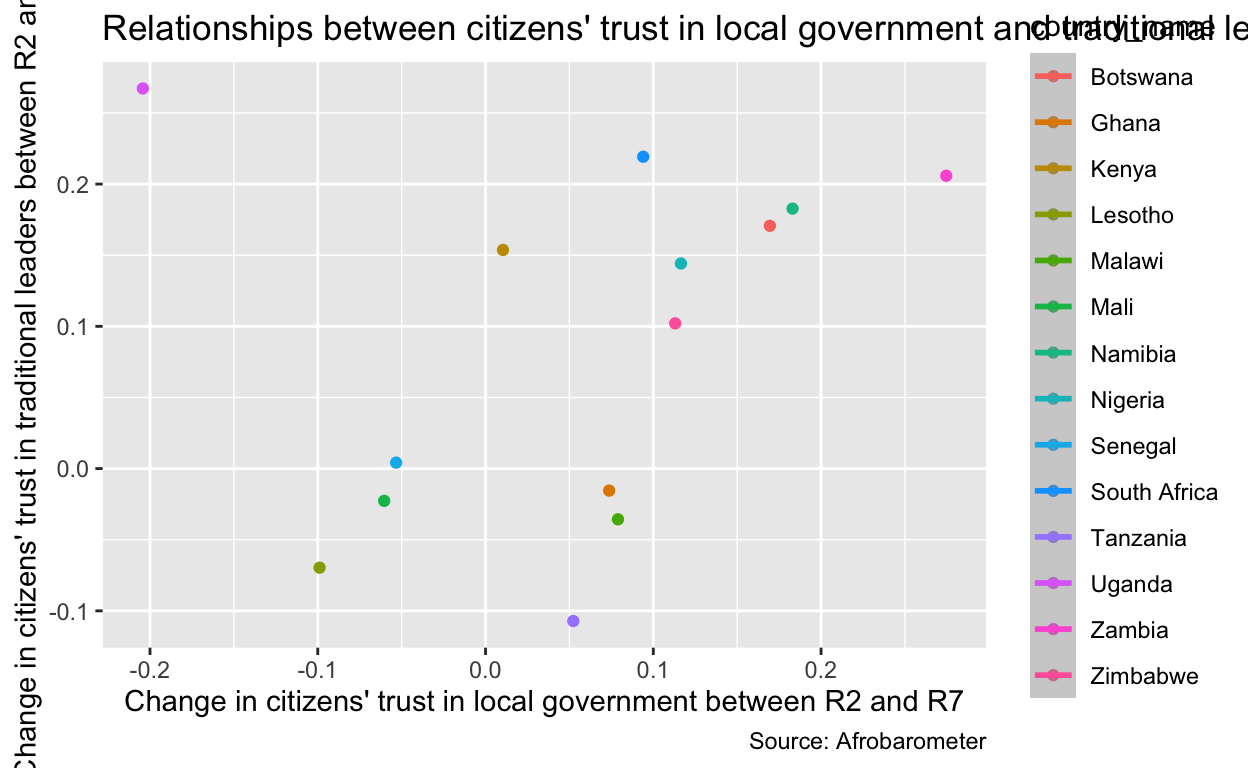 Relationships between citizens' trust in local government and traditional
country_name
Change in citizens' trust in traditional leaders between R2
0.2
0.1
0.0
-0.1
-0.2
-0.1
0.0
0.1
0.2
Change in citizens' trust in local government between R2 and R7
Source: Afrobarometer
Botswana
Ghana
Kenya
Lesotho
Malawi
Mali
Namibia
Nigeria
Senegal
South Africa
Tanzania
Uganda
Zambia
Zimbabwe